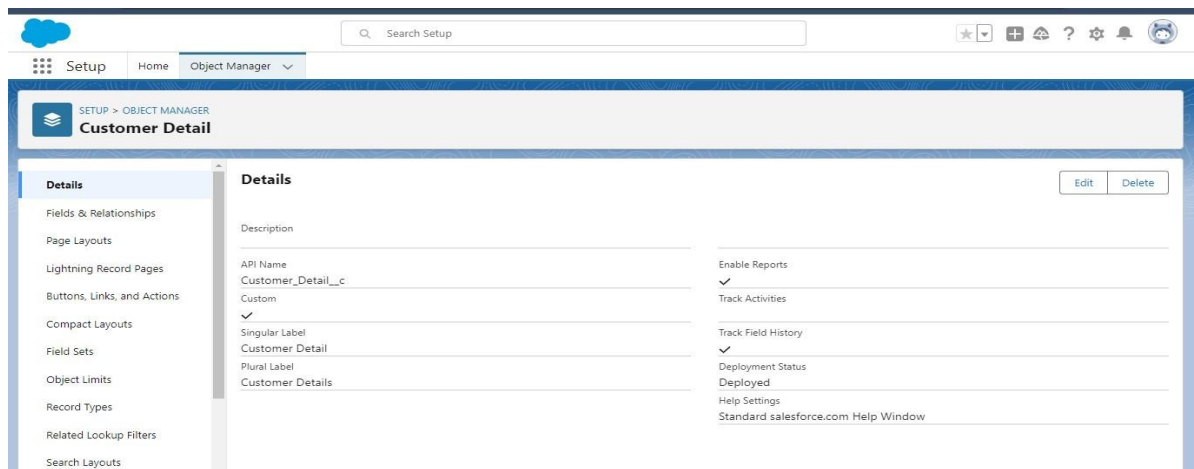 Search Setup
Setup
Home
Object Manager
SETUP > OBJECT MANAGER
Customer Detail
Details
Fields & Relationships
Page Layouts
Lightning Record Pages
Buttons, Links, and Actions
Compact Layouts
Field Sets
Object Limits
Record Types
Related Lookup Filters
Search Layouts
Details
Edit
Delete
Description
API Name
Customer_Detail__c
Custom
Singular Label
Customer Detail
Plural Label
Customer Details
Enable Reports
Track Activities
Track Field History
Deployment Status
Deployed
Help Settings
Standard salesforce.com Help Window